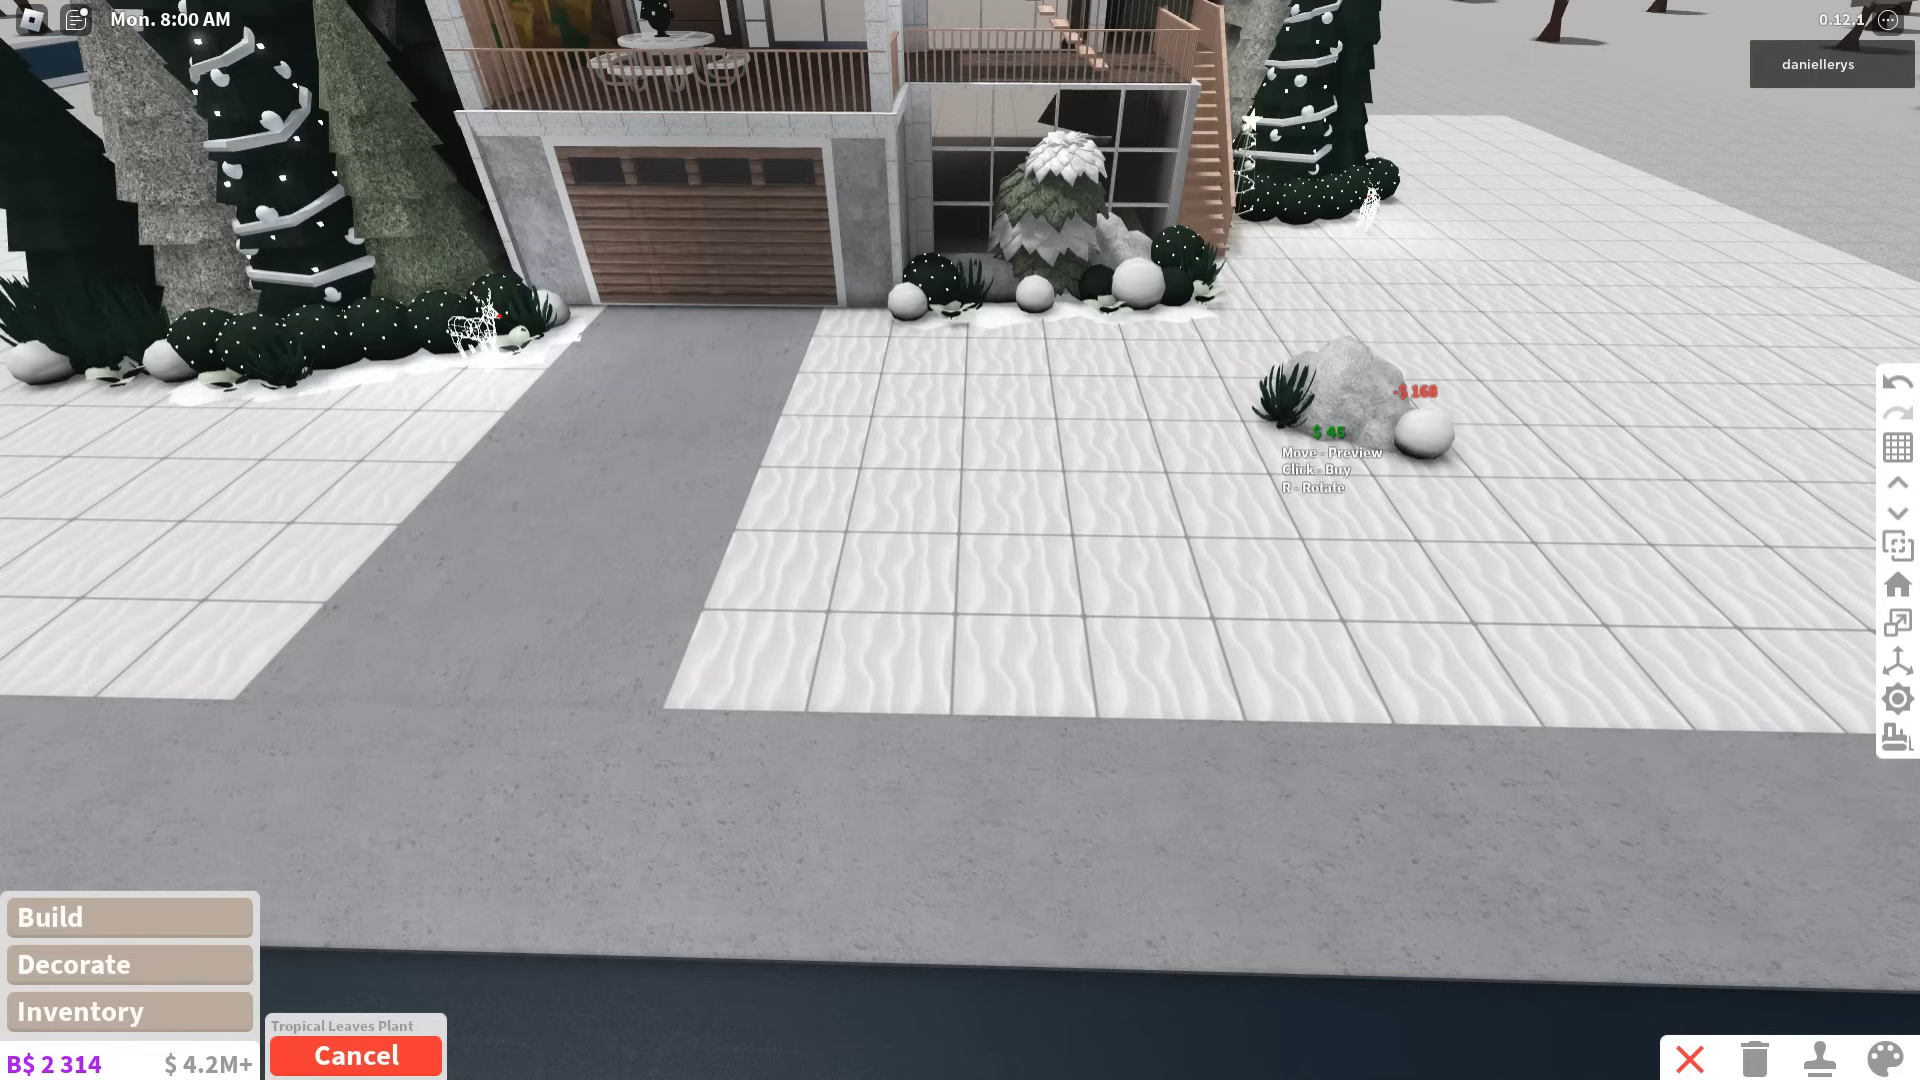 Mon. 8:00 AM
0.12.1
daniellerys
-$ 168
$ 45
Move - Preview
Click - Buy
R - Rotate
Build
Decorate
Inventory
B$ 2 314
$ 4.2M+
Tropical Leaves Plant
Cancel